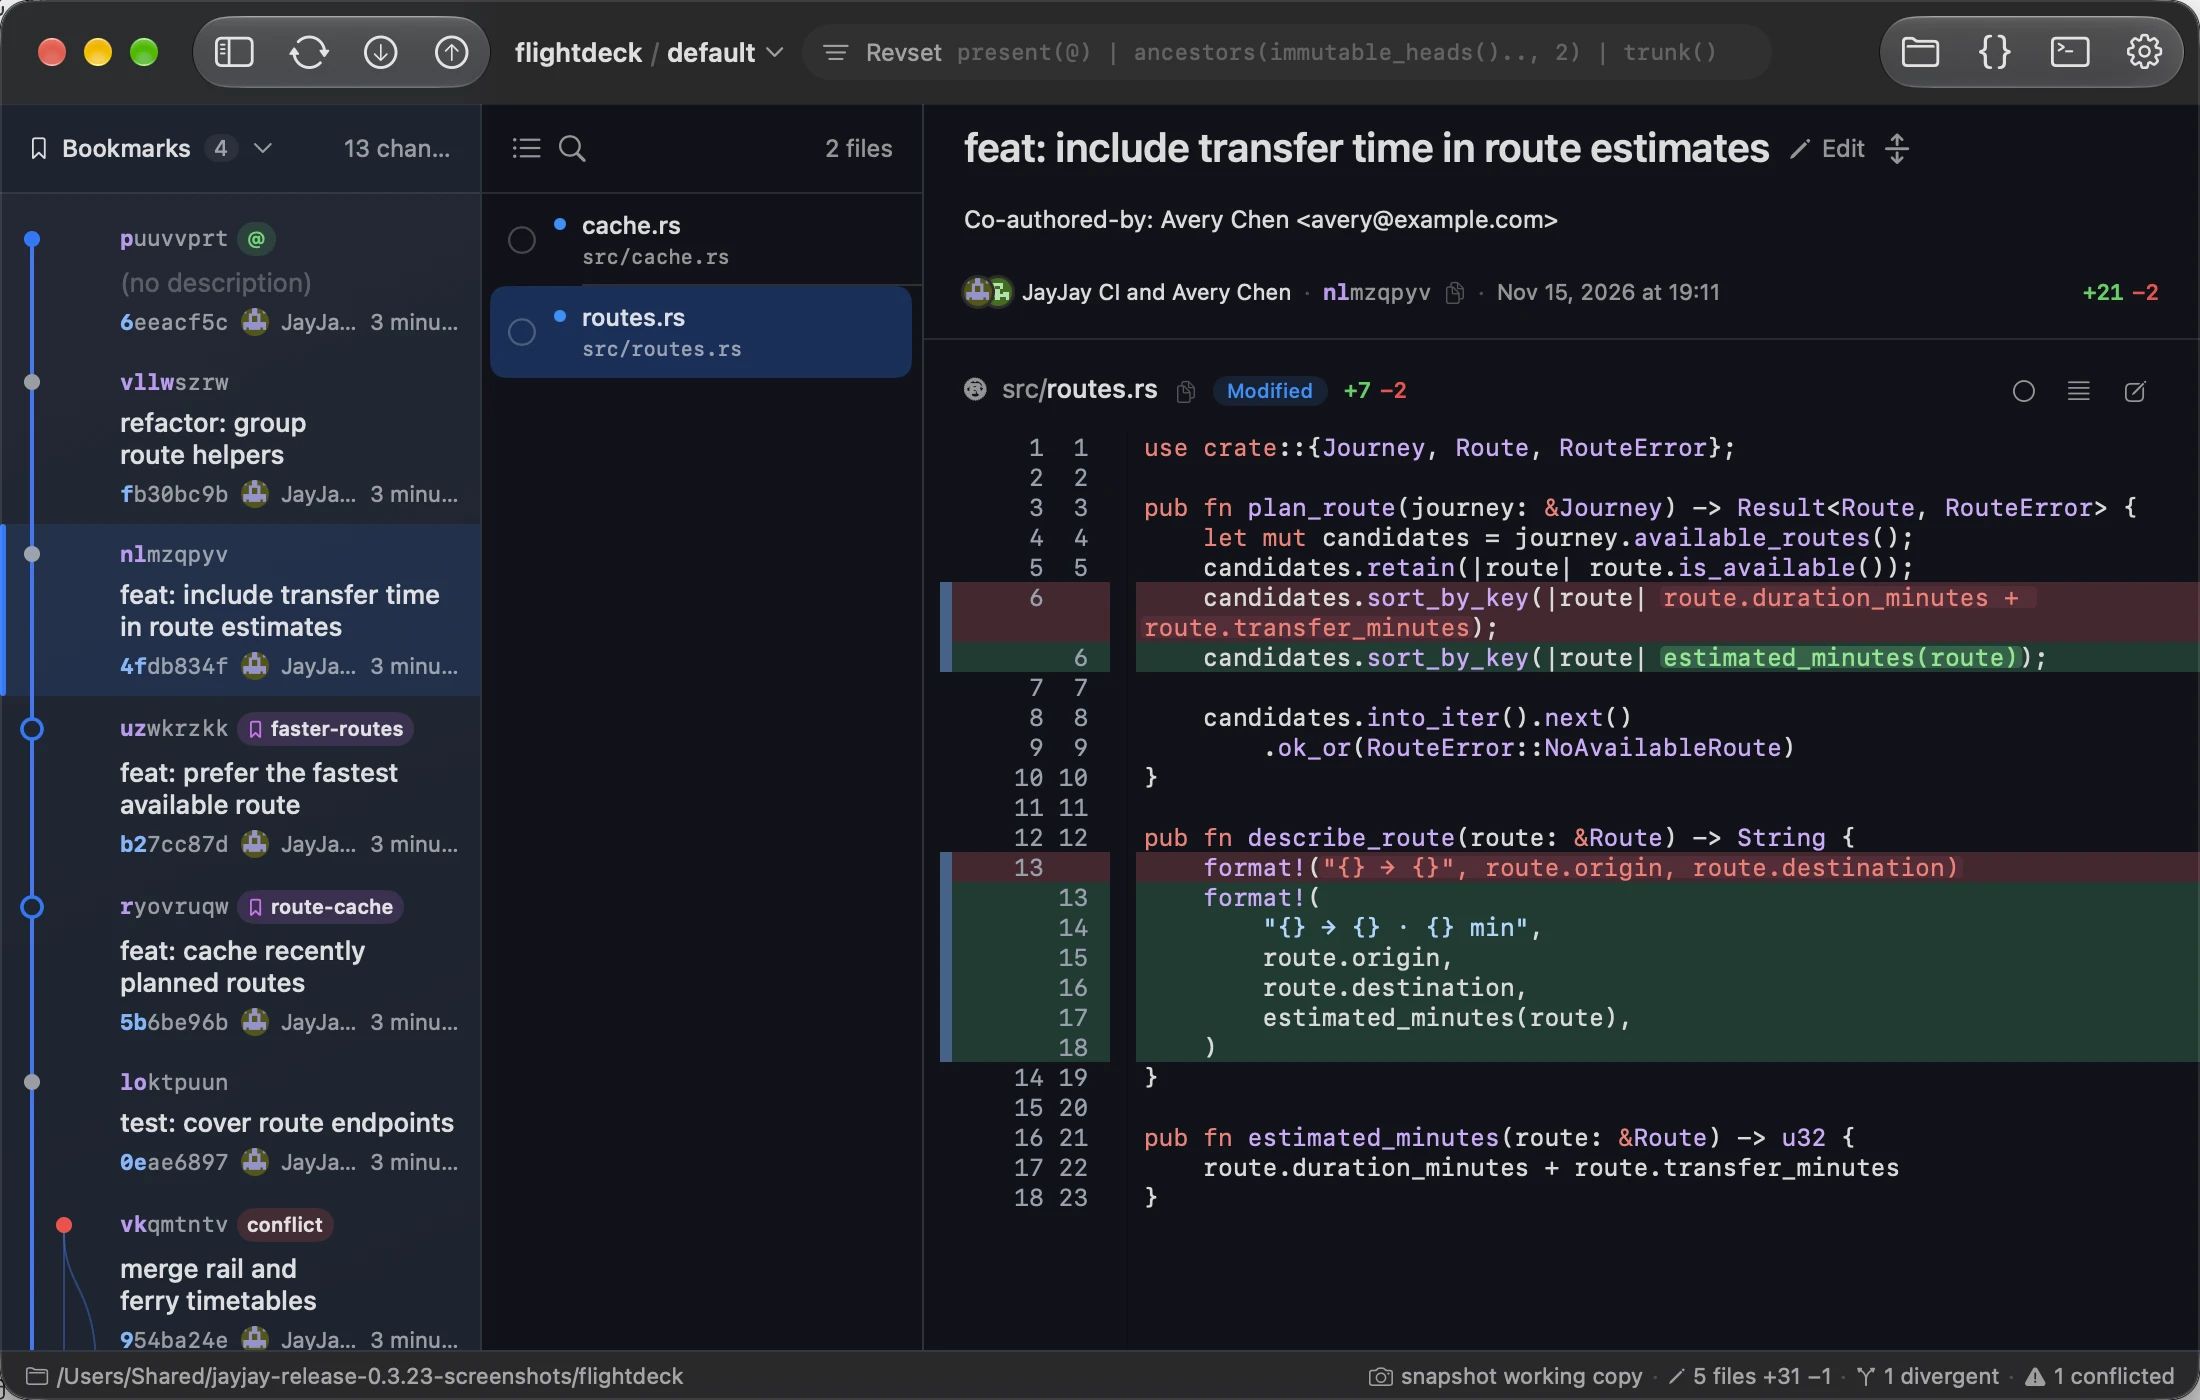 flightdeck / default
Revset present(@) | ancestors(immutable_heads().., 2) | trunk()
Bookmarks 4 13 chan...
puuvvprt @
(no description)
6eeacf5c JayJa... 3 minu...
vllwszrw
refactor: group
route helpers
fb30bc9b JayJa... 3 minu...
nlmzqpyv
feat: include transfer time
in route estimates
4fdb834f JayJa... 3 minu...
uzwkrzkk faster-routes
feat: prefer the fastest
available route
b27cc87d JayJa... 3 minu...
ryovruqw route-cache
feat: cache recently
planned routes
5b6be96b JayJa... 3 minu...
loktpuun
test: cover route endpoints
0eae6897 JayJa... 3 minu...
vkqmtntv conflict
merge rail and
ferry timetables
954ba24e JayJa... 3 minu...
2 files
cache.rs
src/cache.rs
routes.rs
src/routes.rs
feat: include transfer time in route estimates Edit
Co-authored-by: Avery Chen <avery@example.com>
JayJay CI and Avery Chen · nlmzqpyv · Nov 15, 2026 at 19:11 +21 −2
src/routes.rs Modified +7 −2
1 1 use crate::{Journey, Route, RouteError};
2 2
3 3 pub fn plan_route(journey: &Journey) -> Result<Route, RouteError> {
4 4 let mut candidates = journey.available_routes();
5 5 candidates.retain(|route| route.is_available());
6 candidates.sort_by_key(|route| route.duration_minutes +
route.transfer_minutes);
6 candidates.sort_by_key(|route| estimated_minutes(route));
7 7
8 8 candidates.into_iter().next()
9 9 .ok_or(RouteError::NoAvailableRoute)
10 10 }
11 11
12 12 pub fn describe_route(route: &Route) -> String {
13 format!("{} → {}", route.origin, route.destination)
13 format!(
14 "{} → {} · {} min",
15 route.origin,
16 route.destination,
17 estimated_minutes(route),
18 )
14 19 }
15 20
16 21 pub fn estimated_minutes(route: &Route) -> u32 {
17 22 route.duration_minutes + route.transfer_minutes
18 23 }
/Users/Shared/jayjay-release-0.3.23-screenshots/flightdeck
snapshot working copy · 5 files +31 −1 · 1 divergent · 1 conflicted